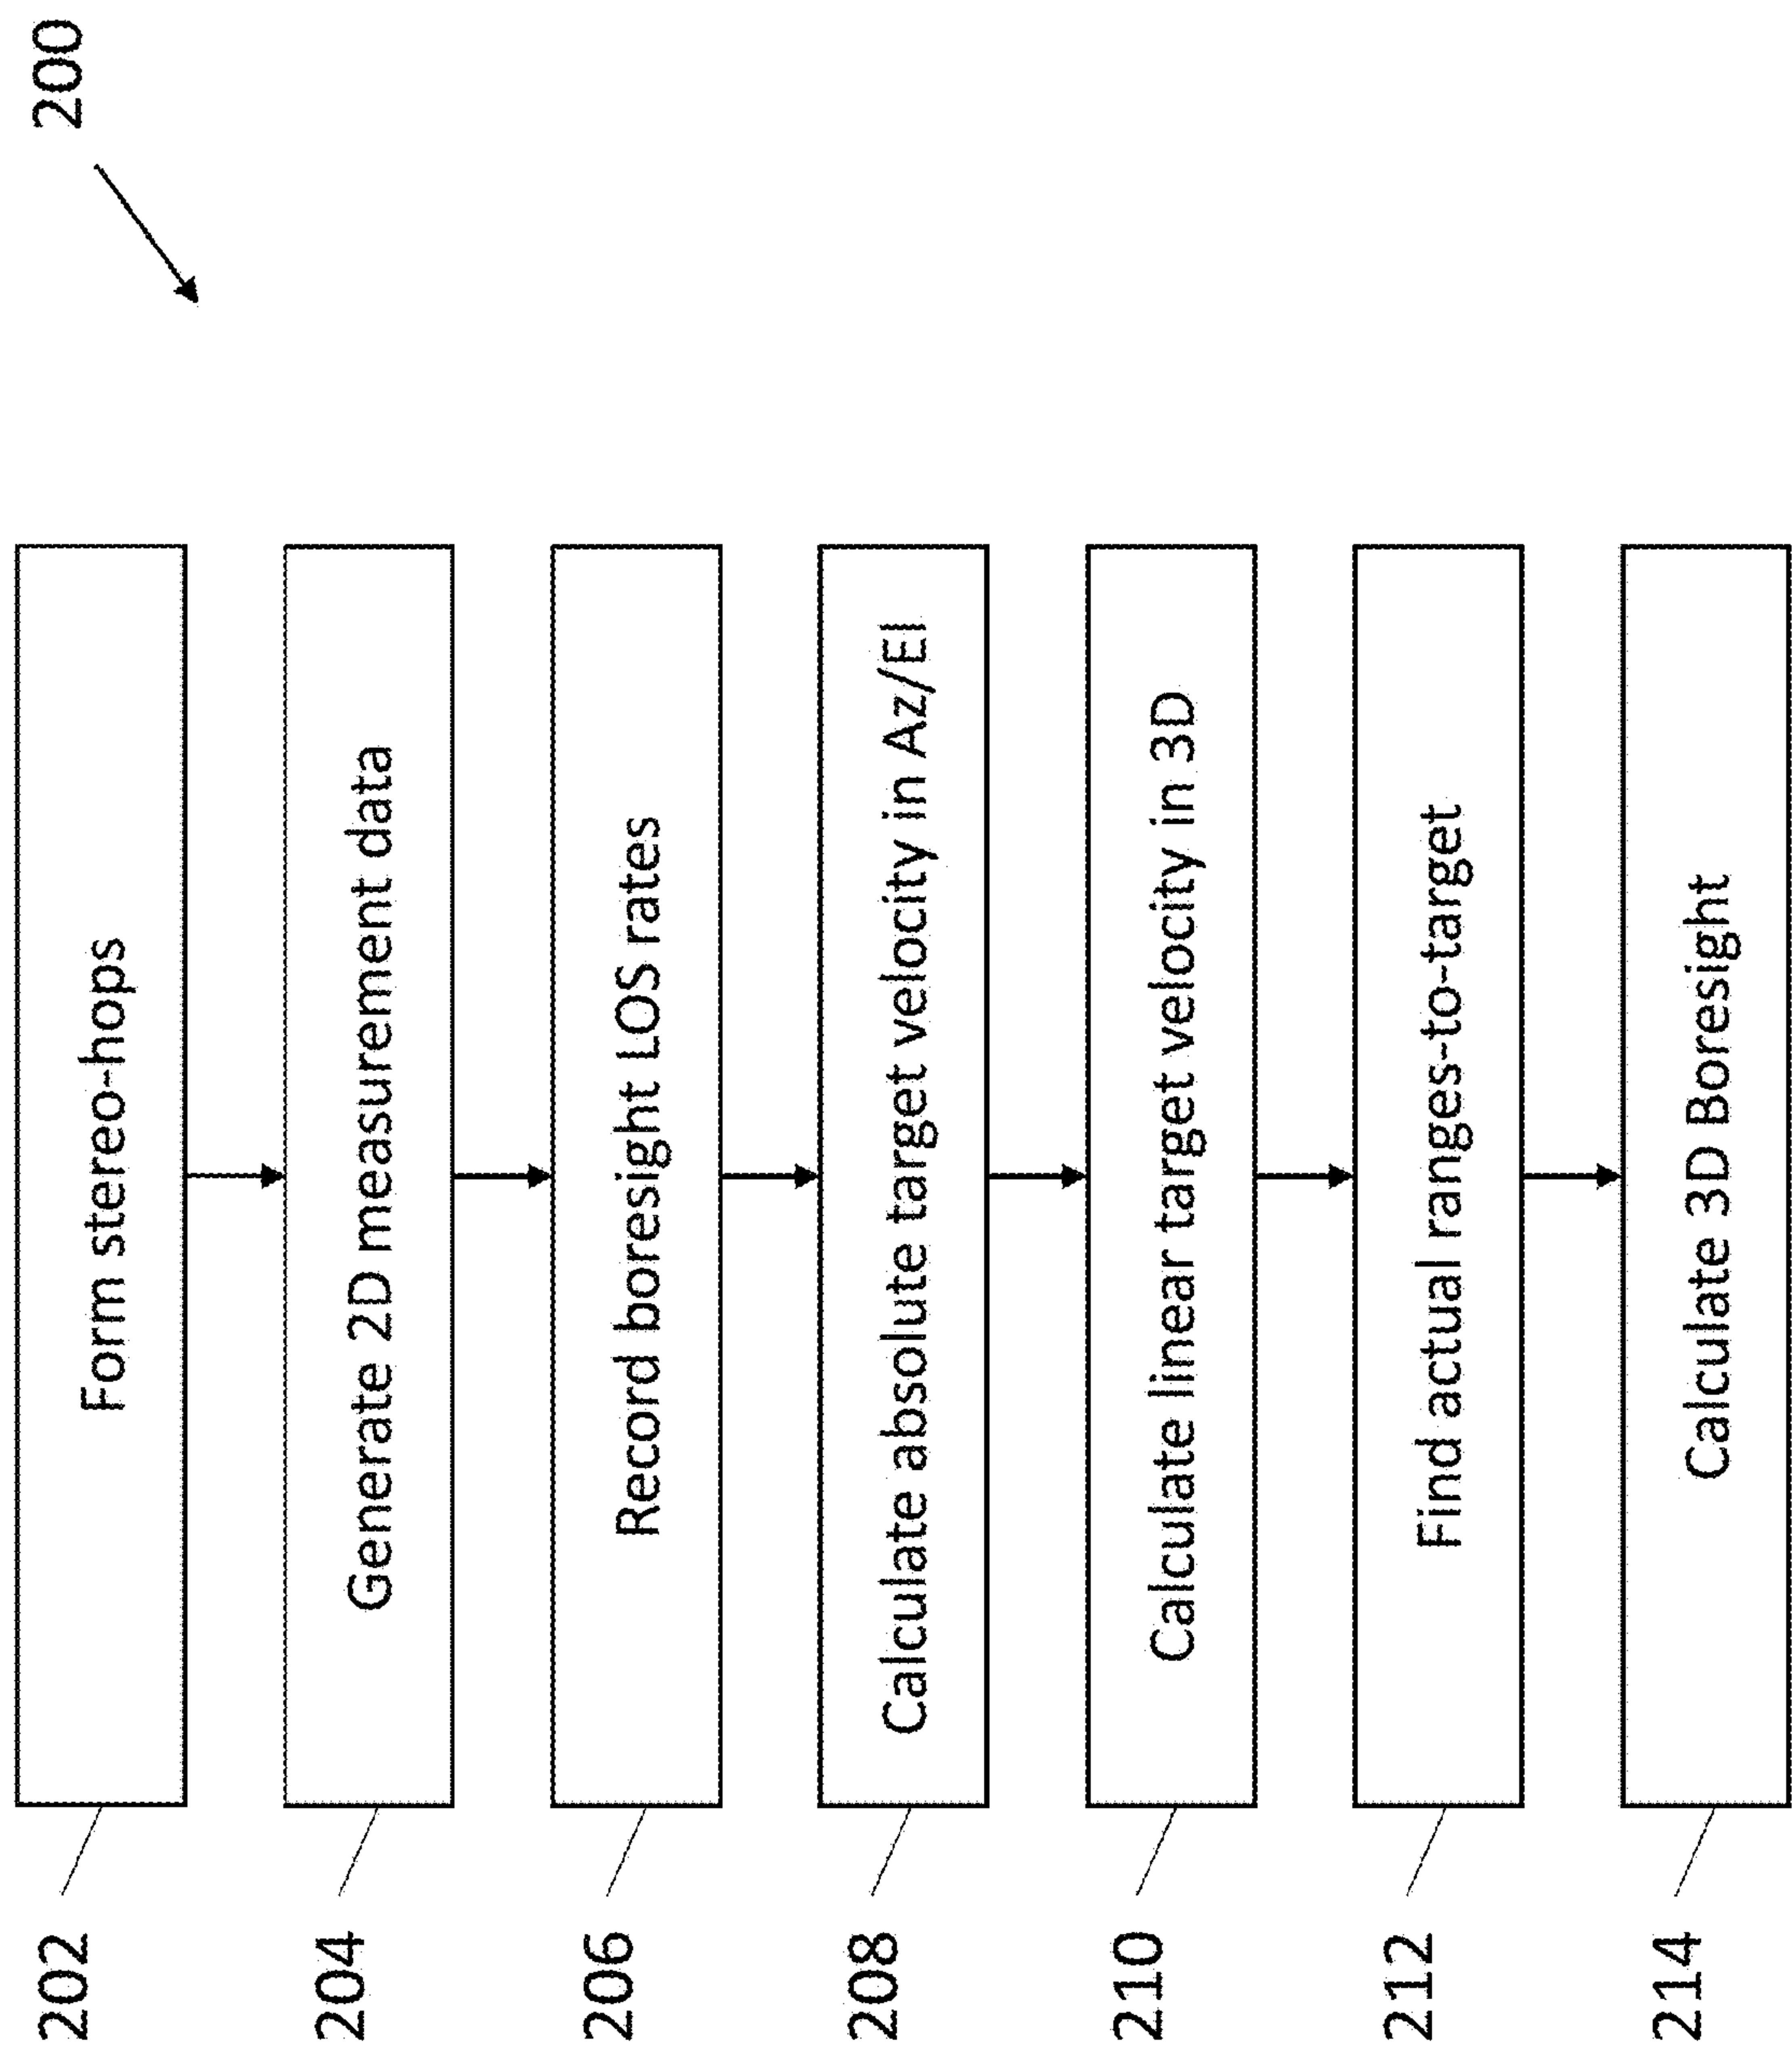 200
202
Form stereo-hops
204
Generate 2D measurement data
206
Record boresight LOS rates
208
Calculate absolute target velocity in Az/El
210
Calculate linear target velocity in 3D
212
Find actual ranges-to-target
214
Calculate 3D Boresight